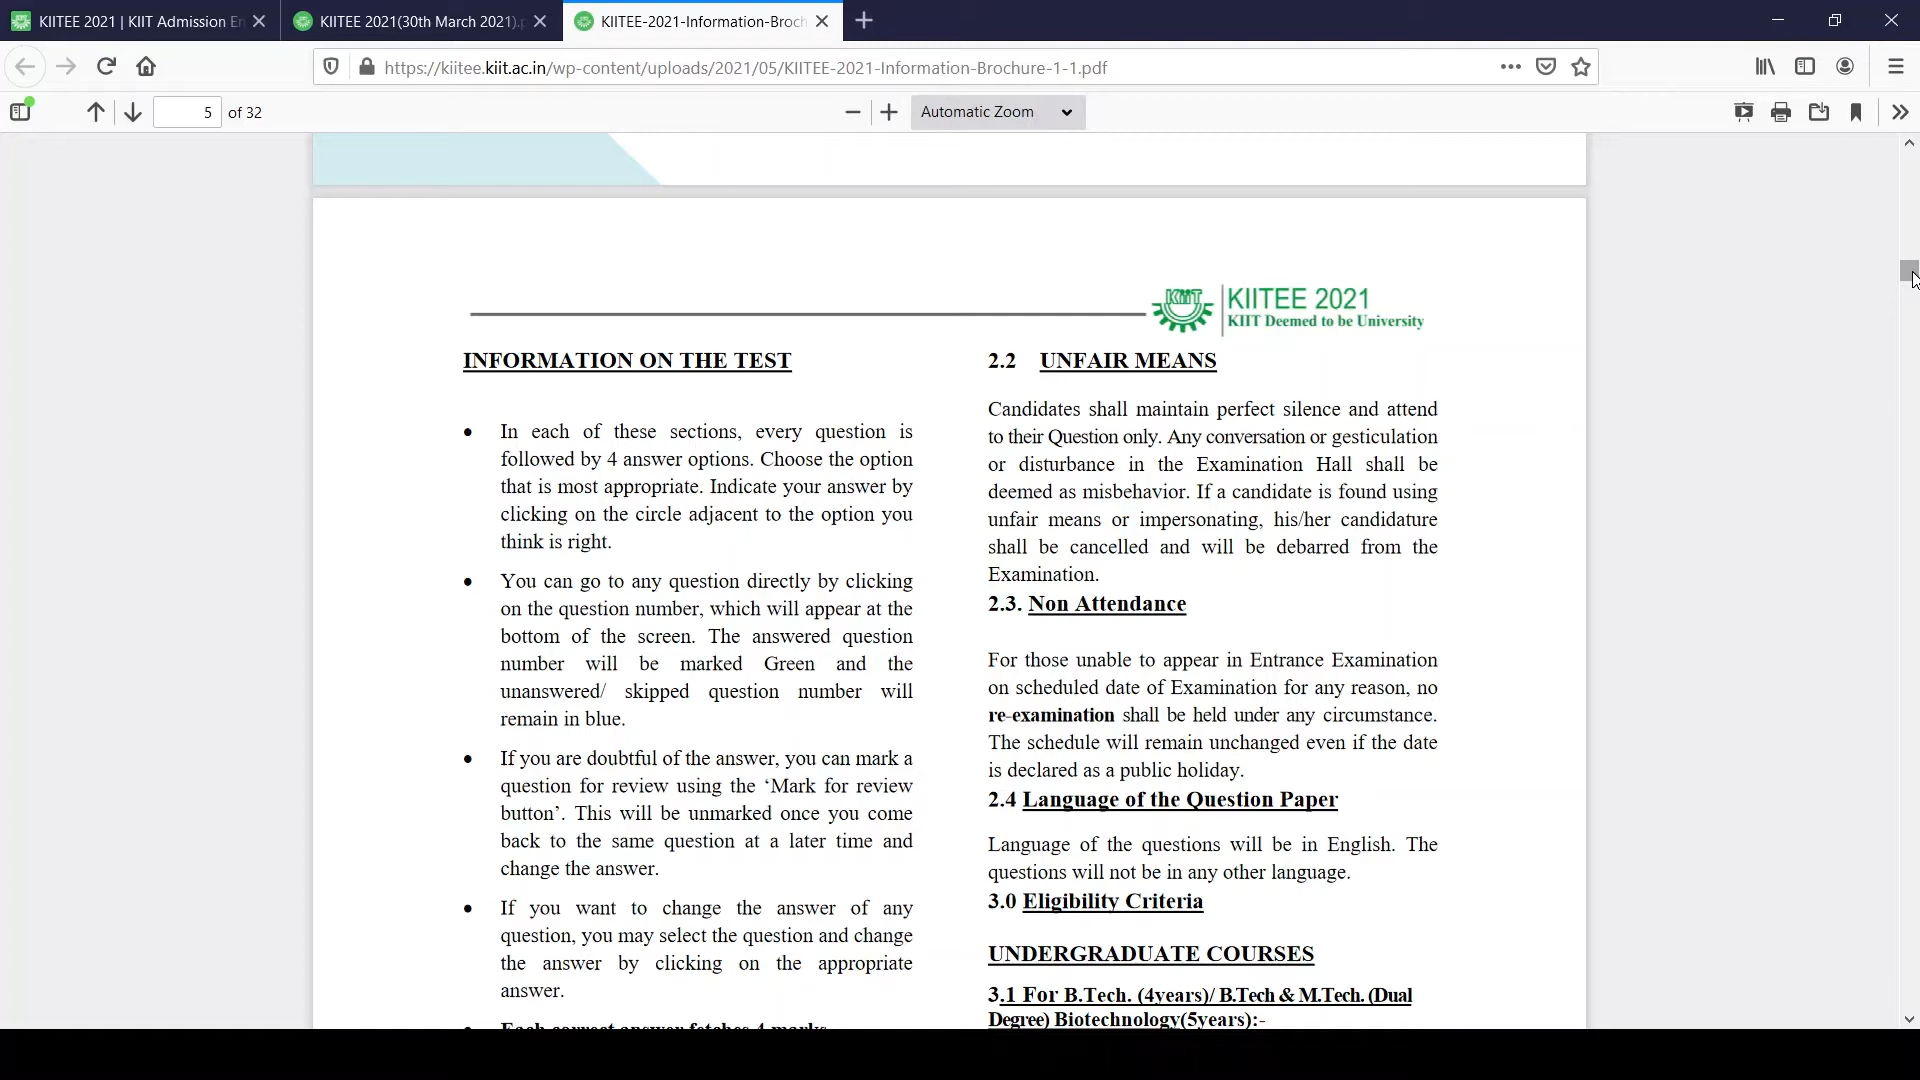 KIITEE 2021 | KIIT Admission En
KIITEE 2021(30th March 2021).p
KIITEE-2021-Information-Broch
https://kiitee.kiit.ac.in/wp-content/uploads/2021/05/KIITEE-2021-Information-Brochure-1-1.pdf
5 of 32
Automatic Zoom
KIIT
KIITEE 2021
KIIT Deemed to be University
INFORMATION ON THE TEST
In each of these sections, every question is
followed by 4 answer options. Choose the option
that is most appropriate. Indicate your answer by
clicking on the circle adjacent to the option you
think is right.
You can go to any question directly by clicking
on the question number, which will appear at the
bottom of the screen. The answered question
number will be marked Green and the
unanswered/ skipped question number will
remain in blue.
If you are doubtful of the answer, you can mark a
question for review using the ‘Mark for review
button’. This will be unmarked once you come
back to the same question at a later time and
change the answer.
If you want to change the answer of any
question, you may select the question and change
the answer by clicking on the appropriate
answer.
Each correct answer fetches 4 marks
2.2 UNFAIR MEANS
Candidates shall maintain perfect silence and attend
to their Question only. Any conversation or gesticulation
or disturbance in the Examination Hall shall be
deemed as misbehavior. If a candidate is found using
unfair means or impersonating, his/her candidature
shall be cancelled and will be debarred from the
Examination.
2.3. Non Attendance
For those unable to appear in Entrance Examination
on scheduled date of Examination for any reason, no
re-examination shall be held under any circumstance.
The schedule will remain unchanged even if the date
is declared as a public holiday.
2.4 Language of the Question Paper
Language of the questions will be in English. The
questions will not be in any other language.
3.0 Eligibility Criteria
UNDERGRADUATE COURSES
3.1 For B.Tech. (4years)/ B.Tech & M.Tech. (Dual
Degree) Biotechnology(5years):-